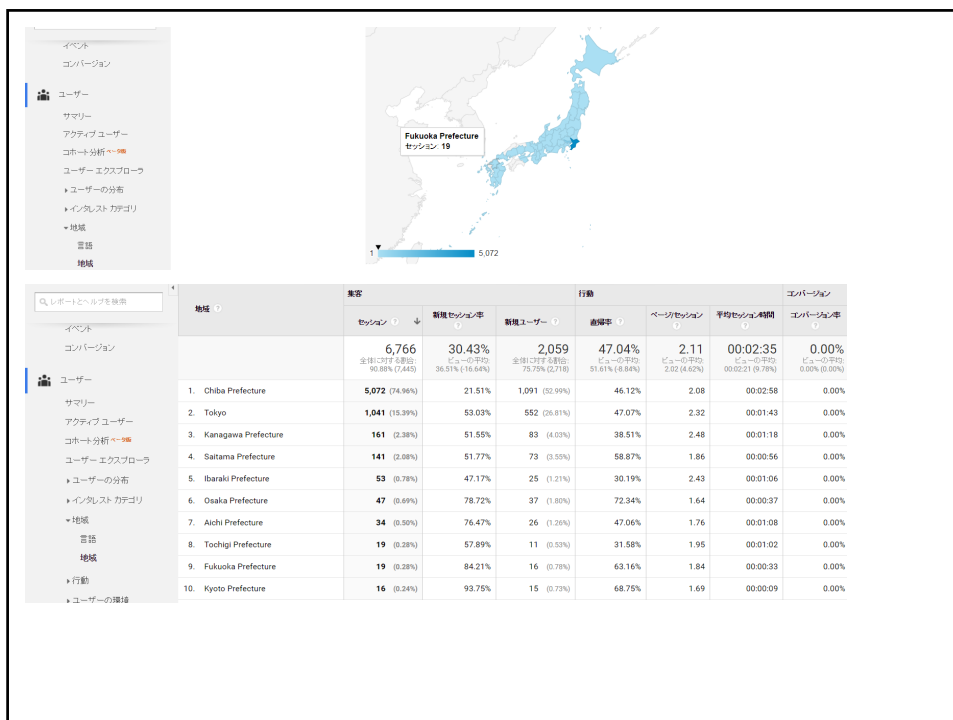 イベント
コンバージョン
ユーザー
サマリー
アクティブ ユーザー
コホート分析 ベータ版
ユーザー エクスプローラ
ユーザーの分布
インタレスト カテゴリ
地域
言語
地域
Fukuoka Prefecture
セッション: 19
1 5,072
レポートとヘルプを検索
イベント
コンバージョン
ユーザー
サマリー
アクティブ ユーザー
コホート分析 ベータ版
ユーザー エクスプローラ
ユーザーの分布
インタレスト カテゴリ
地域
言語
地域
行動
ユーザーの環境
地域 ?
集客 行動 コンバージョン
セッション ? 新規セッション率 ? 新規ユーザー ? 直帰率 ? ページ/セッション ? 平均セッション時間 ? コンバージョン率 ?
6,766 30.43% 2,059 47.04% 2.11 00:02:35 0.00%
全体に対する割合: ビューの平均: 全体に対する割合: ビューの平均: ビューの平均: ビューの平均: ビューの平均:
90.88% (7,445) 36.51% (-16.64%) 75.75% (2,718) 51.61% (-8.84%) 2.02 (4.62%) 00:02:21 (9.78%) 0.00% (0.00%)
1. Chiba Prefecture 5,072 (74.96%) 21.51% 1,091 (52.99%) 46.12% 2.08 00:02:58 0.00%
2. Tokyo 1,041 (15.39%) 53.03% 552 (26.81%) 47.07% 2.32 00:01:43 0.00%
3. Kanagawa Prefecture 161 (2.38%) 51.55% 83 (4.03%) 38.51% 2.48 00:01:18 0.00%
4. Saitama Prefecture 141 (2.08%) 51.77% 73 (3.55%) 58.87% 1.86 00:00:56 0.00%
5. Ibaraki Prefecture 53 (0.78%) 47.17% 25 (1.21%) 30.19% 2.43 00:01:06 0.00%
6. Osaka Prefecture 47 (0.69%) 78.72% 37 (1.80%) 72.34% 1.64 00:00:37 0.00%
7. Aichi Prefecture 34 (0.50%) 76.47% 26 (1.26%) 47.06% 1.76 00:01:08 0.00%
8. Tochigi Prefecture 19 (0.28%) 57.89% 11 (0.53%) 31.58% 1.95 00:01:02 0.00%
9. Fukuoka Prefecture 19 (0.28%) 84.21% 16 (0.78%) 63.16% 1.84 00:00:33 0.00%
10. Kyoto Prefecture 16 (0.24%) 93.75% 15 (0.73%) 68.75% 1.69 00:00:09 0.00%